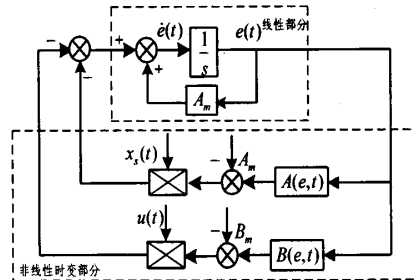 − + + ė(t) 1/s e(t) 线性部分
− +
A_m
x_s(t) − A_m
A(e,t)
u(t) − B_m
B(e,t)
非线性时变部分